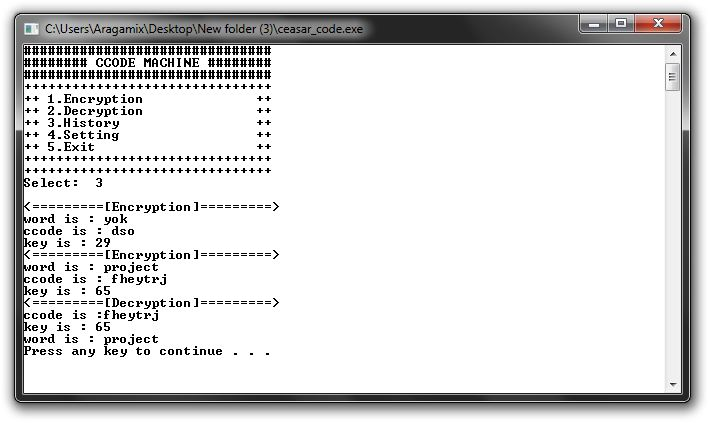 C:\Users\Aragamix\Desktop\New folder (3)\ceasar_code.exe
###############################
######## CCODE MACHINE ########
###############################
+++++++++++++++++++++++++++++++
++ 1.Encryption              ++
++ 2.Decryption              ++
++ 3.History                 ++
++ 4.Setting                 ++
++ 5.Exit                    ++
+++++++++++++++++++++++++++++++
+++++++++++++++++++++++++++++++
Select:  3
<=========[Encryption]=========>
word is : yok
ccode is : dso
key is : 29
<=========[Encryption]=========>
word is : project
ccode is : fheytrj
key is : 65
<=========[Decryption]=========>
ccode is :fheytrj
key is : 65
word is : project
Press any key to continue . . .